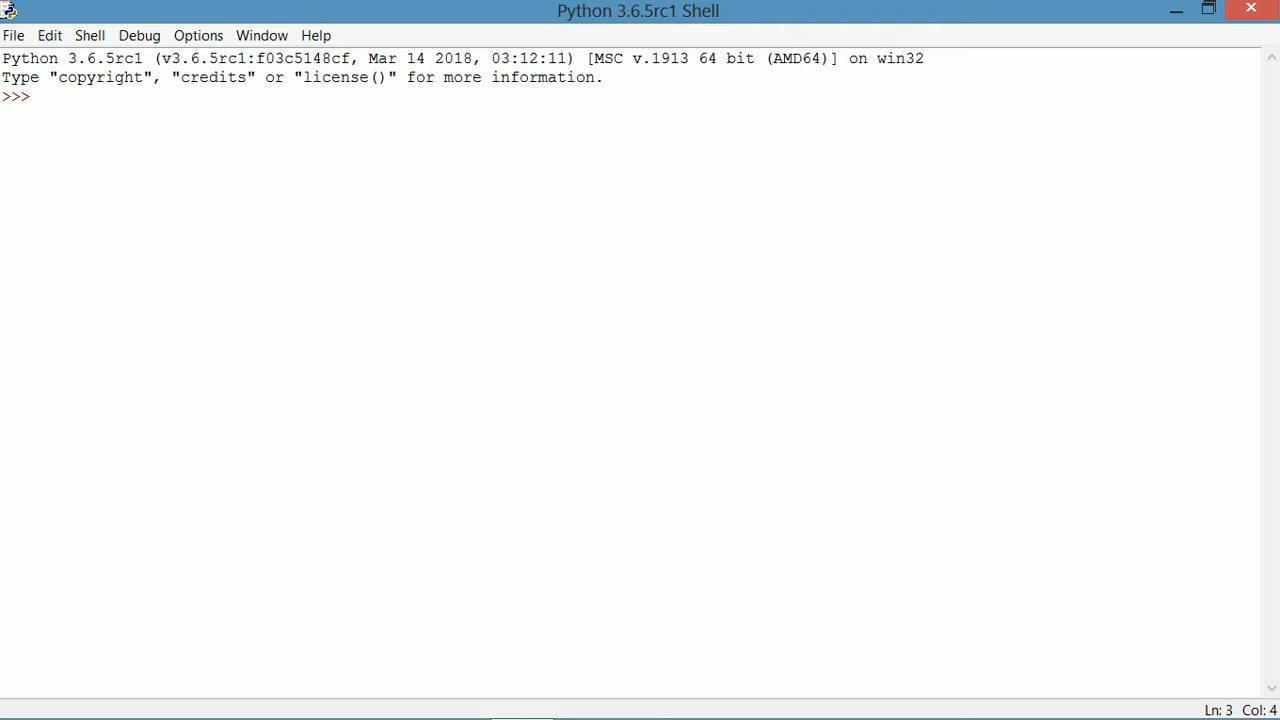 Python 3.6.5rc1 Shell
File Edit Shell Debug Options Window Help
Python 3.6.5rc1 (v3.6.5rc1:f03c5148cf, Mar 14 2018, 03:12:11) [MSC v.1913 64 bit (AMD64)] on win32
Type "copyright", "credits" or "license()" for more information.
>>>
Ln: 3 Col: 4